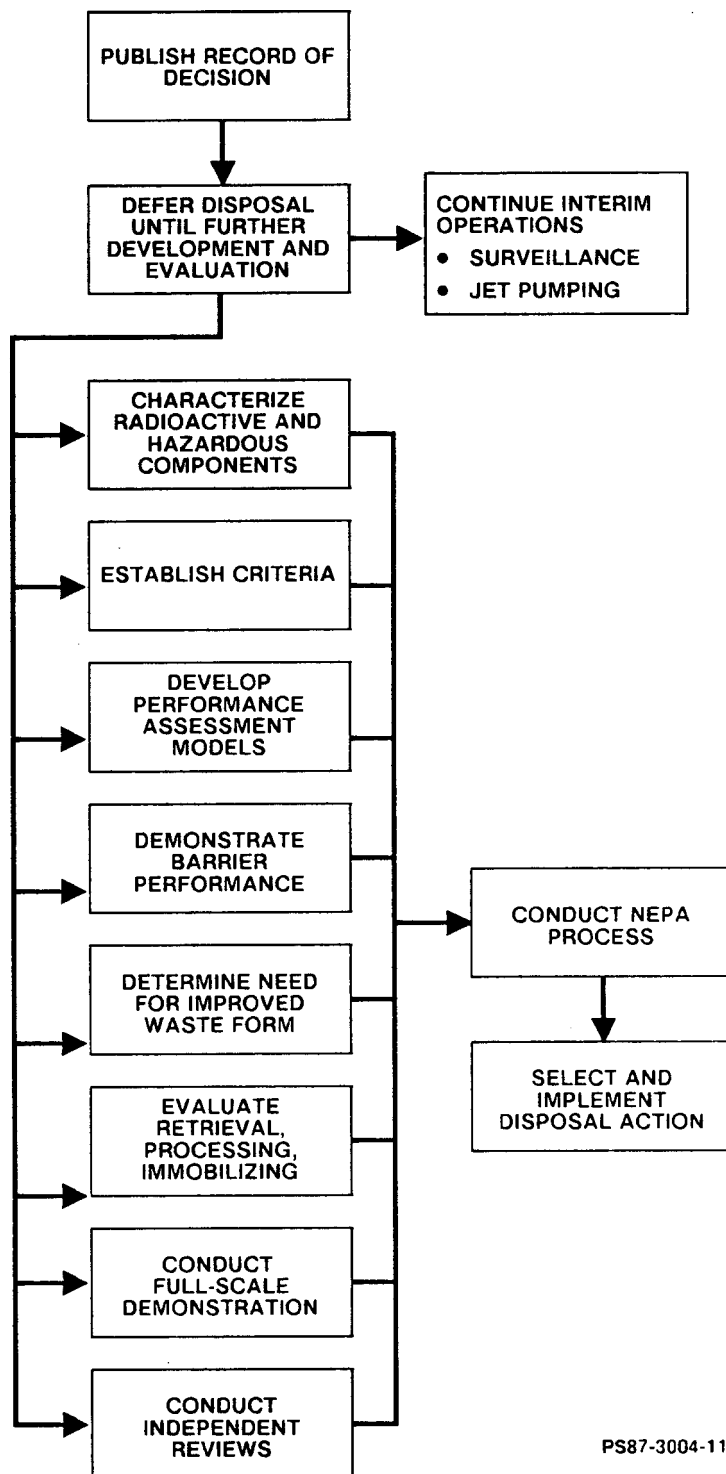 PUBLISH RECORD OF
DECISION
DEFER DISPOSAL
UNTIL FURTHER
DEVELOPMENT AND
EVALUATION
CONTINUE INTERIM
OPERATIONS
• SURVEILLANCE
• JET PUMPING
CHARACTERIZE
RADIOACTIVE AND
HAZARDOUS
COMPONENTS
ESTABLISH CRITERIA
DEVELOP
PERFORMANCE
ASSESSMENT
MODELS
DEMONSTRATE
BARRIER
PERFORMANCE
DETERMINE NEED
FOR IMPROVED
WASTE FORM
EVALUATE
RETRIEVAL,
PROCESSING,
IMMOBILIZING
CONDUCT
FULL-SCALE
DEMONSTRATION
CONDUCT
INDEPENDENT
REVIEWS
CONDUCT NEPA
PROCESS
SELECT AND
IMPLEMENT
DISPOSAL ACTION
PS87-3004-11